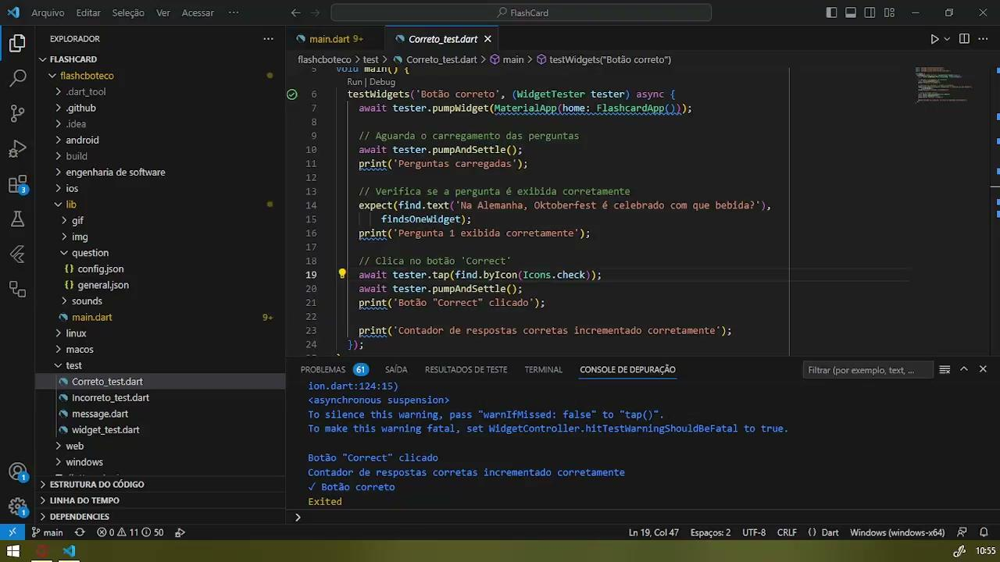 Arquivo Editar Seleção Ver Acessar ··· FlashCard
EXPLORADOR ···
FLASHCARD
flashcboteco
.dart_tool
.github
.idea
android
build
engenharia de software
ios
lib
gif
img
question
{} config.json
{} general.json
sounds
main.dart 9+
linux
macos
test
Correto_test.dart
Incorreto_test.dart
message.dart
widget_test.dart
web
windows
ESTRUTURA DO CÓDIGO
LINHA DO TEMPO
DEPENDENCIES
3
1
1
main.dart 9+ Correto_test.dart
flashcboteco > test > Correto_test.dart > main > testWidgets("Botão correto")
5 void main() {
Run | Debug
6 testWidgets('Botão correto', (WidgetTester tester) async {
7 await tester.pumpWidget(MaterialApp(home: FlashcardApp()));
8
9 // Aguarda o carregamento das perguntas
10 await tester.pumpAndSettle();
11 print('Perguntas carregadas');
12
13 // Verifica se a pergunta é exibida corretamente
14 expect(find.text('Na Alemanha, Oktoberfest é celebrado com que bebida?'),
15 findsOneWidget);
16 print('Pergunta 1 exibida corretamente');
17
18 // Clica no botão 'Correct'
19 await tester.tap(find.byIcon(Icons.check));
20 await tester.pumpAndSettle();
21 print('Botão "Correct" clicado');
22
23 print('Contador de respostas corretas incrementado corretamente');
24 });
PROBLEMAS 61 SAÍDA RESULTADOS DE TESTE TERMINAL CONSOLE DE DEPURAÇÃO Filtrar (por exemplo, text, ...
ion.dart:124:15)
<asynchronous suspension>
To silence this warning, pass "warnIfMissed: false" to "tap()".
To make this warning fatal, set WidgetController.hitTestWarningShouldBeFatal to true.
Botão "Correct" clicado
Contador de respostas corretas incrementado corretamente
✓ Botão correto
Exited
main 0 11 50 Ln 19, Col 47 Espaços: 2 UTF-8 CRLF {} Dart Windows (windows-x64)
10:55